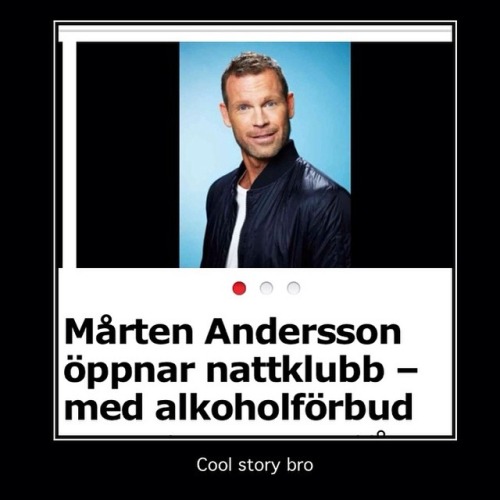 Mårten Andersson
öppnar nattklubb –
med alkoholförbud
Cool story bro